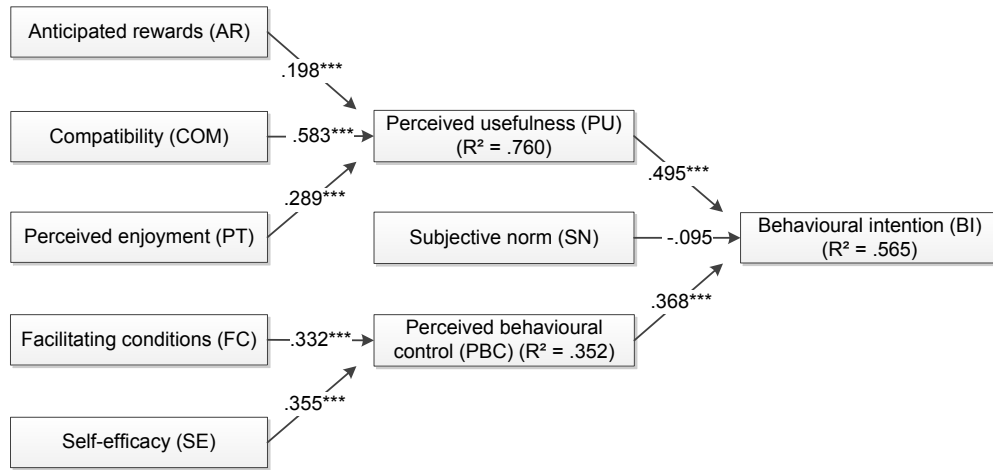 Anticipated rewards (AR)
.198***
Compatibility (COM)
.583***
Perceived usefulness (PU)
(R² = .760)
.289***
.495***
Perceived enjoyment (PT)
Subjective norm (SN)
-.095
Behavioural intention (BI)
(R² = .565)
.368***
Facilitating conditions (FC)
.332***
Perceived behavioural
control (PBC) (R² = .352)
.355***
Self-efficacy (SE)